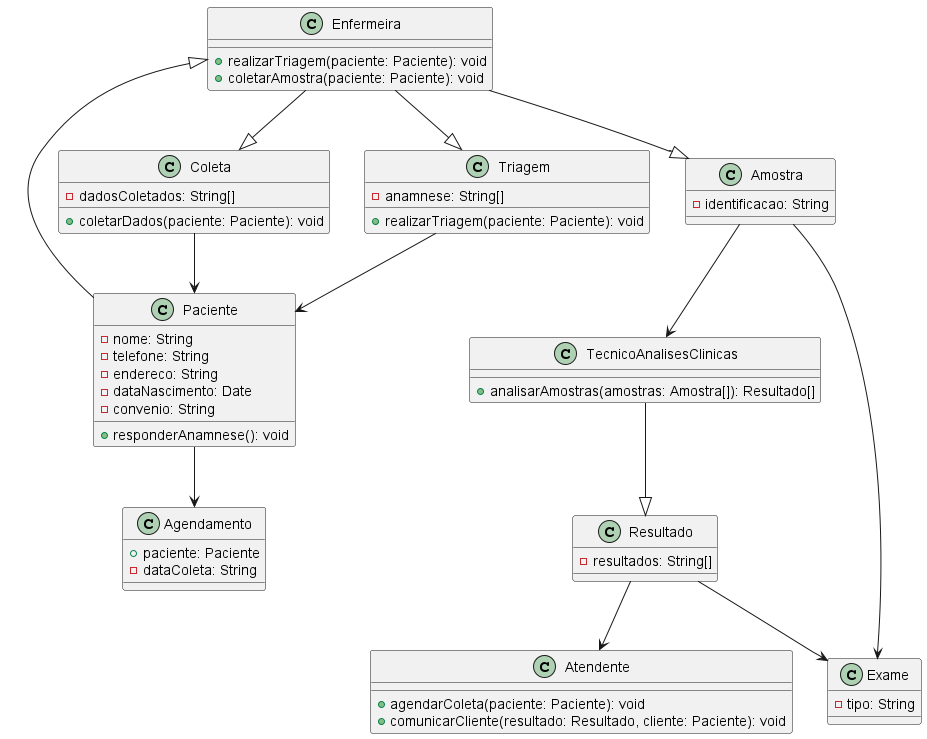 C Enfermeira
realizarTriagem(paciente: Paciente): void
coletarAmostra(paciente: Paciente): void
C Coleta
dadosColetados: String[]
coletarDados(paciente: Paciente): void
C Triagem
anamnese: String[]
realizarTriagem(paciente: Paciente): void
C Amostra
identificacao: String
C Paciente
nome: String
telefone: String
endereco: String
dataNascimento: Date
convenio: String
responderAnamnese(): void
C TecnicoAnalisesClinicas
analisarAmostras(amostras: Amostra[]): Resultado[]
C Agendamento
paciente: Paciente
dataColeta: String
C Resultado
resultados: String[]
C Atendente
agendarColeta(paciente: Paciente): void
comunicarCliente(resultado: Resultado, cliente: Paciente): void
C Exame
tipo: String